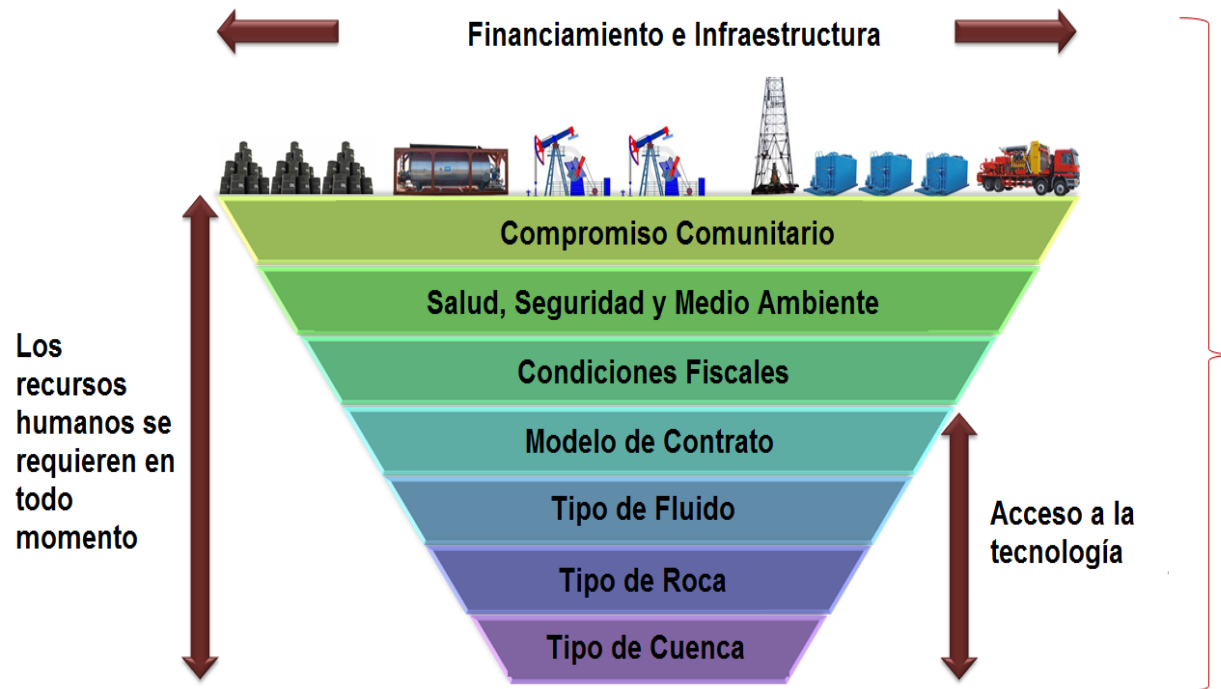 Financiamiento e Infraestructura
Compromiso Comunitario
Salud, Seguridad y Medio Ambiente
Condiciones Fiscales
Modelo de Contrato
Tipo de Fluido
Tipo de Roca
Tipo de Cuenca
Los
recursos
humanos se
requieren en
todo
momento
Acceso a la
tecnología